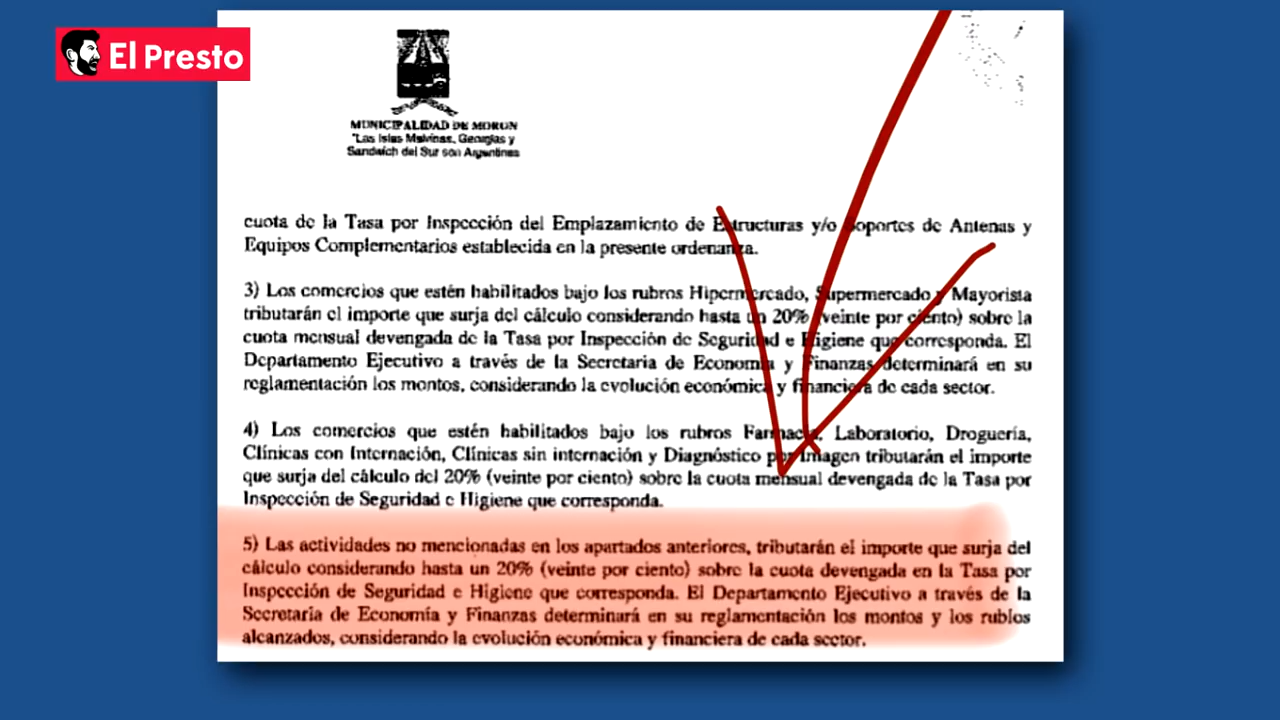 El Presto
MUNICIPALIDAD DE MORON
"Las Islas Malvinas, Georgias y
Sandwich del Sur son Argentinas
cuota de la Tasa por Inspección del Emplazamiento de Estructuras y/o Soportes de Antenas y
Equipos Complementarios establecida en la presente ordenanza.
3) Los comercios que estén habilitados bajo los rubros Hipermercado, Supermercado y Mayorista
tributarán el importe que surja del cálculo considerando hasta un 20% (veinte por ciento) sobre la
cuota mensual devengada de la Tasa por Inspección de Seguridad e Higiene que corresponda. El
Departamento Ejecutivo a través de la Secretaria de Economía y Finanzas determinará en su
reglamentación los montos, considerando la evolución económica y financiera de cada sector.
4) Los comercios que estén habilitados bajo los rubros Farmacia, Laboratorio, Droguería,
Clínicas con Internación, Clínicas sin internación y Diagnóstico por Imagen tributarán el importe
que surja del cálculo del 20% (veinte por ciento) sobre la cuota mensual devengada de la Tasa por
Inspección de Seguridad e Higiene que corresponda.
5) Las actividades no mencionadas en los apartados anteriores, tributarán el importe que surja del
cálculo considerando hasta un 20% (veinte por ciento) sobre la cuota devengada en la Tasa por
Inspección de Seguridad e Higiene que corresponda. El Departamento Ejecutivo a través de la
Secretaría de Economía y Finanzas determinará en su reglamentación los montos y los rubros
alcanzados, considerando la evolución económica y financiera de cada sector.